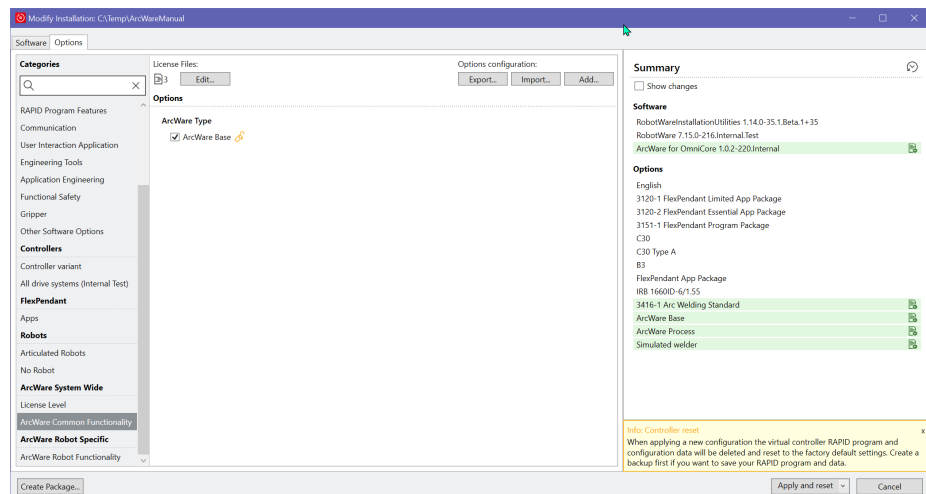 Modify Installation: C:\Temp\ArcWareManual
Software Options
Categories
RAPID Program Features
Communication
User Interaction Application
Engineering Tools
Application Engineering
Functional Safety
Gripper
Other Software Options
Controllers
Controller variant
All drive systems (Internal Test)
FlexPendant
Apps
Robots
Articulated Robots
No Robot
ArcWare System Wide
License Level
ArcWare Common Functionality
ArcWare Robot Specific
ArcWare Robot Functionality
License Files:
3 Edit...
Options configuration:
Export... Import... Add...
Options
ArcWare Type
ArcWare Base
Summary
Show changes
Software
RobotWareInstallationUtilities 1.14.0-35.1.Beta.1+35
RobotWare 7.15.0-216.Internal.Test
ArcWare for OmniCore 1.0.2-220.Internal
Options
English
3120-1 FlexPendant Limited App Package
3120-2 FlexPendant Essential App Package
3151-1 FlexPendant Program Package
C30
C30 Type A
B3
FlexPendant App Package
IRB 1660ID-6/1.55
3416-1 Arc Welding Standard
ArcWare Base
ArcWare Process
Simulated welder
Info: Controller reset x
When applying a new configuration the virtual controller RAPID program and
configuration data will be deleted and reset to the factory default settings. Create a
backup first if you want to save your RAPID program and data.
Create Package...
Apply and reset
Cancel